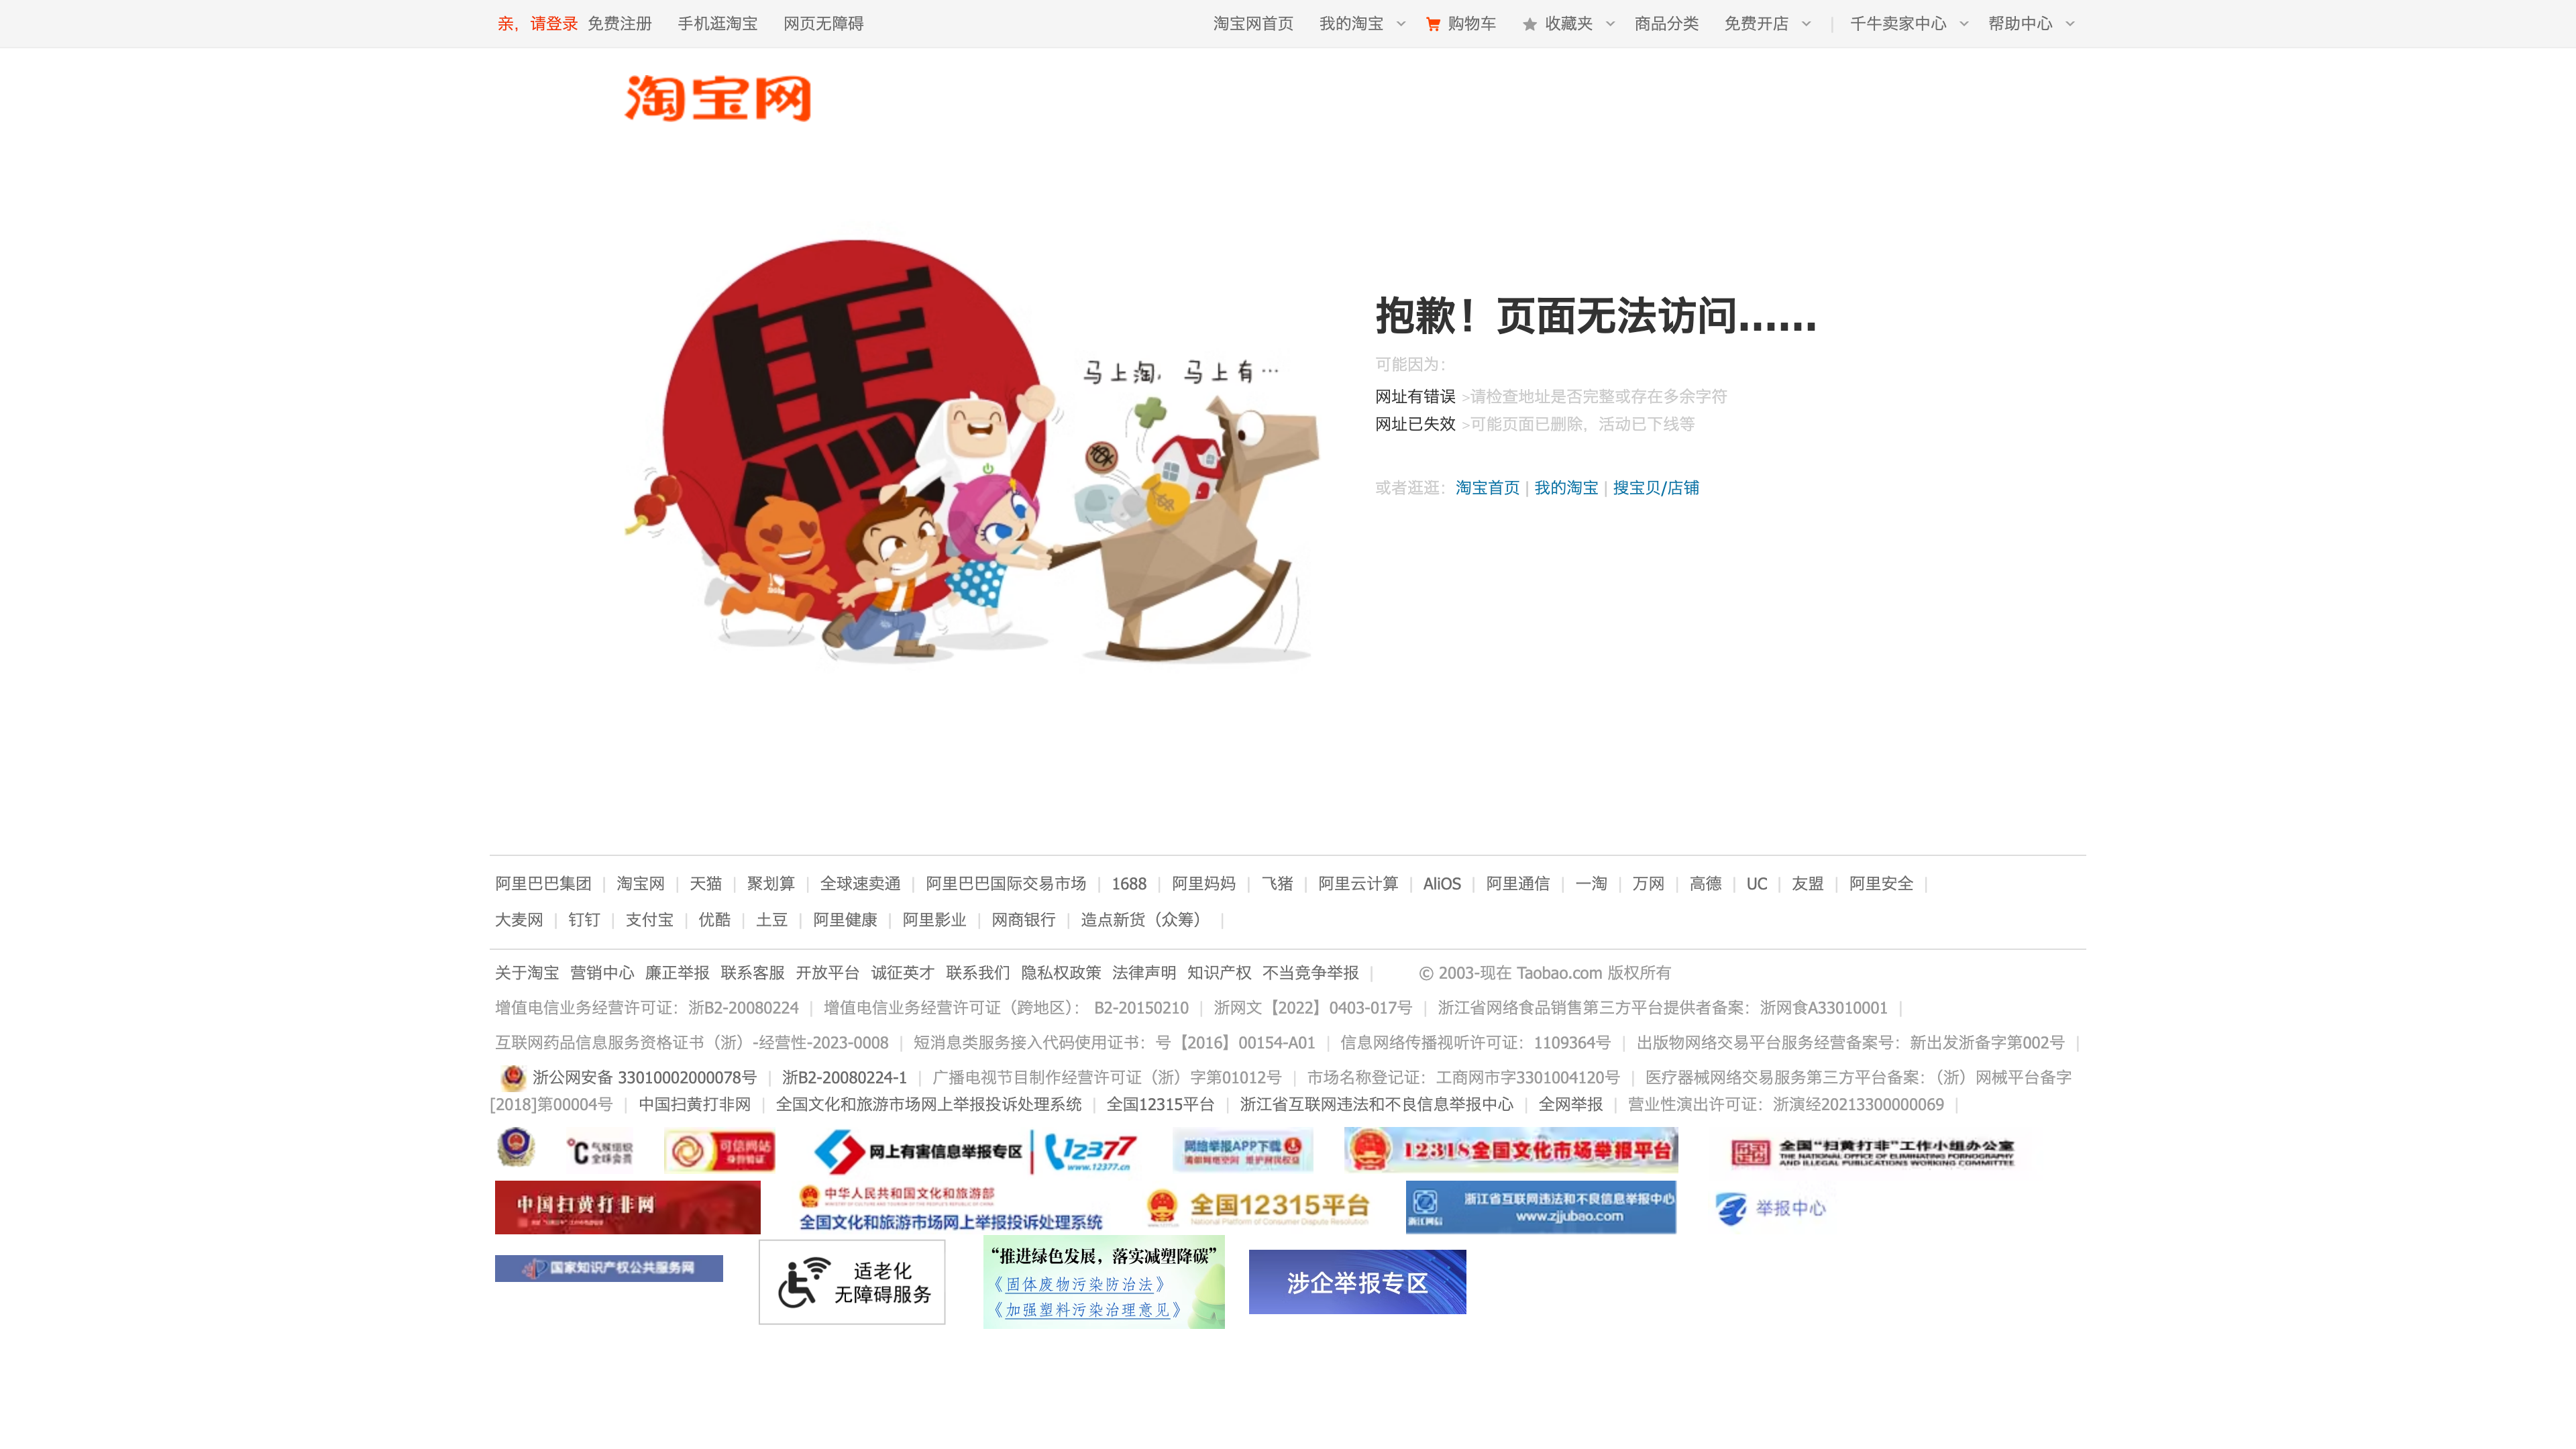 亲，请登录 免费注册 手机逛淘宝 网页无障碍 淘宝网首页 我的淘宝 购物车 收藏夹 商品分类 免费开店 | 千牛卖家中心 帮助中心
淘宝网
馬
马上淘，马上有…
抱歉！页面无法访问......
可能因为：
网址有错误 >请检查地址是否完整或存在多余字符
网址已失效 >可能页面已删除，活动已下线等
或者逛逛：淘宝首页 | 我的淘宝 | 搜宝贝/店铺
阿里巴巴集团 | 淘宝网 | 天猫 | 聚划算 | 全球速卖通 | 阿里巴巴国际交易市场 | 1688 | 阿里妈妈 | 飞猪 | 阿里云计算 | AliOS | 阿里通信 | 一淘 | 万网 | 高德 | UC | 友盟 | 阿里安全 |
大麦网 | 钉钉 | 支付宝 | 优酷 | 土豆 | 阿里健康 | 阿里影业 | 网商银行 | 造点新货（众筹） |
关于淘宝 营销中心 廉正举报 联系客服 开放平台 诚征英才 联系我们 隐私权政策 法律声明 知识产权 不当竞争举报 | © 2003-现在 Taobao.com 版权所有
增值电信业务经营许可证：浙B2-20080224 | 增值电信业务经营许可证（跨地区）： B2-20150210 | 浙网文【2022】0403-017号 | 浙江省网络食品销售第三方平台提供者备案：浙网食A33010001 |
互联网药品信息服务资格证书（浙）-经营性-2023-0008 | 短消息类服务接入代码使用证书：号【2016】00154-A01 | 信息网络传播视听许可证：1109364号 | 出版物网络交易平台服务经营备案号：新出发浙备字第002号 |
浙公网安备 33010002000078号 | 浙B2-20080224-1 | 广播电视节目制作经营许可证（浙）字第01012号 | 市场名称登记证：工商网市字3301004120号 | 医疗器械网络交易服务第三方平台备案：（浙）网械平台备字
[2018]第00004号 | 中国扫黄打非网 | 全国文化和旅游市场网上举报投诉处理系统 | 全国12315平台 | 浙江省互联网违法和不良信息举报中心 | 全网举报 | 营业性演出许可证：浙演经20213300000069 |
°C 气候组织 全球会员
可信网站 身份验证
网上有害信息举报专区 12377 www.12377.cn
网络举报APP下载
清朗网络空间 维护网民权益
12318全国文化市场举报平台
全国“扫黄打非”工作小组办公室
THE NATIONAL OFFICE OF ELIMINATING PORNOGRAPHY
AND ILLEGAL PUBLICATIONS WORKING COMMITTEE
中国扫黄打非网
中华人民共和国文化和旅游部
全国文化和旅游市场网上举报投诉处理系统
全国12315平台
National Platform of Consumer Dispute Resolution
浙江省互联网违法和不良信息举报中心
浙江网信 www.zjjubao.com
举报中心
国家知识产权公共服务网
适老化
无障碍服务
“推进绿色发展，落实减塑降碳”
《固体废物污染防治法》
《加强塑料污染治理意见》
涉企举报专区